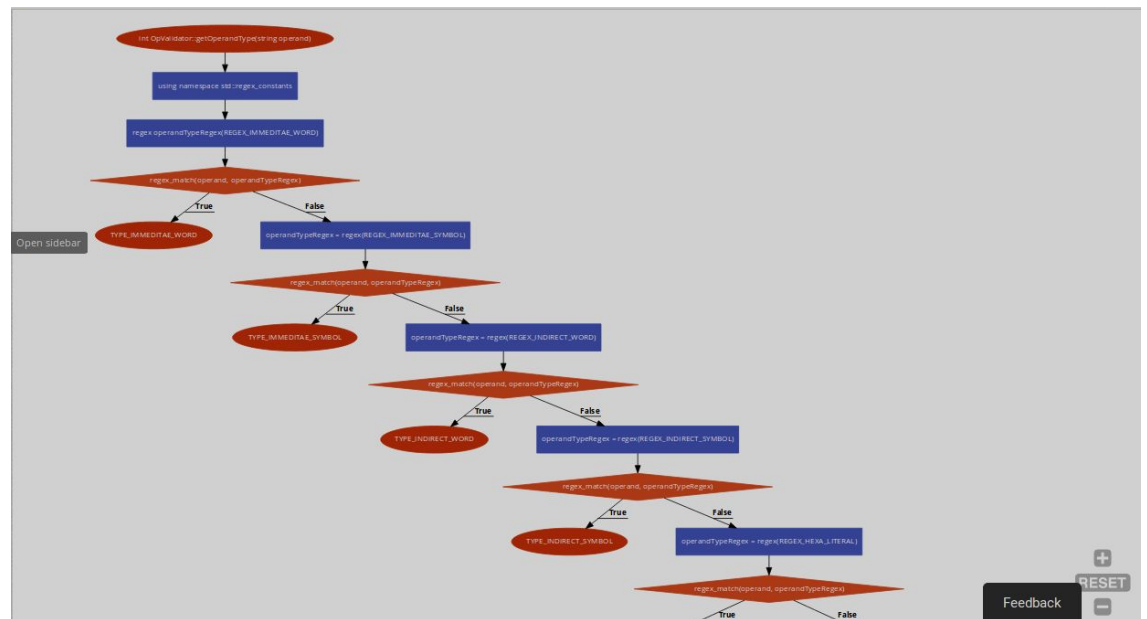 int OpValidator::getOperandType(string operand)
using namespace std::regex_constants
regex operandTypeRegex(REGEX_IMMEDITAE_WORD)
regex_match(operand, operandTypeRegex)
True
False
TYPE_IMMEDITAE_WORD
operandTypeRegex = regex(REGEX_IMMEDITAE_SYMBOL)
Open sidebar
regex_match(operand, operandTypeRegex)
True
False
TYPE_IMMEDITAE_SYMBOL
operandTypeRegex = regex(REGEX_INDIRECT_WORD)
regex_match(operand, operandTypeRegex)
True
False
TYPE_INDIRECT_WORD
operandTypeRegex = regex(REGEX_INDIRECT_SYMBOL)
regex_match(operand, operandTypeRegex)
True
False
TYPE_INDIRECT_SYMBOL
operandTypeRegex = regex(REGEX_HEXA_LITERAL)
regex_match(operand, operandTypeRegex)
RESET
Feedback
True
False